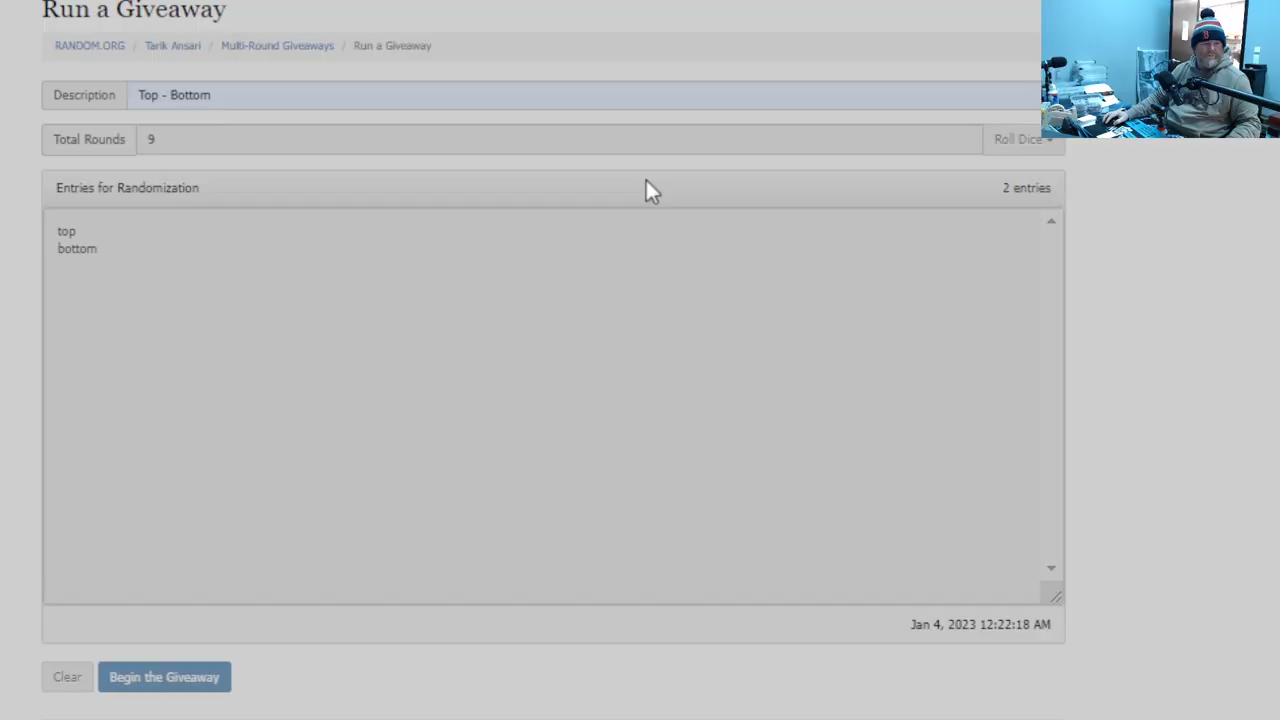 Run a Giveaway
RANDOM.ORG / Tarik Ansari / Multi-Round Giveaways / Run a Giveaway
Description Top - Bottom
Total Rounds 9 Roll Dice
Entries for Randomization 2 entries
top
bottom
Jan 4, 2023 12:22:18 AM
Clear Begin the Giveaway